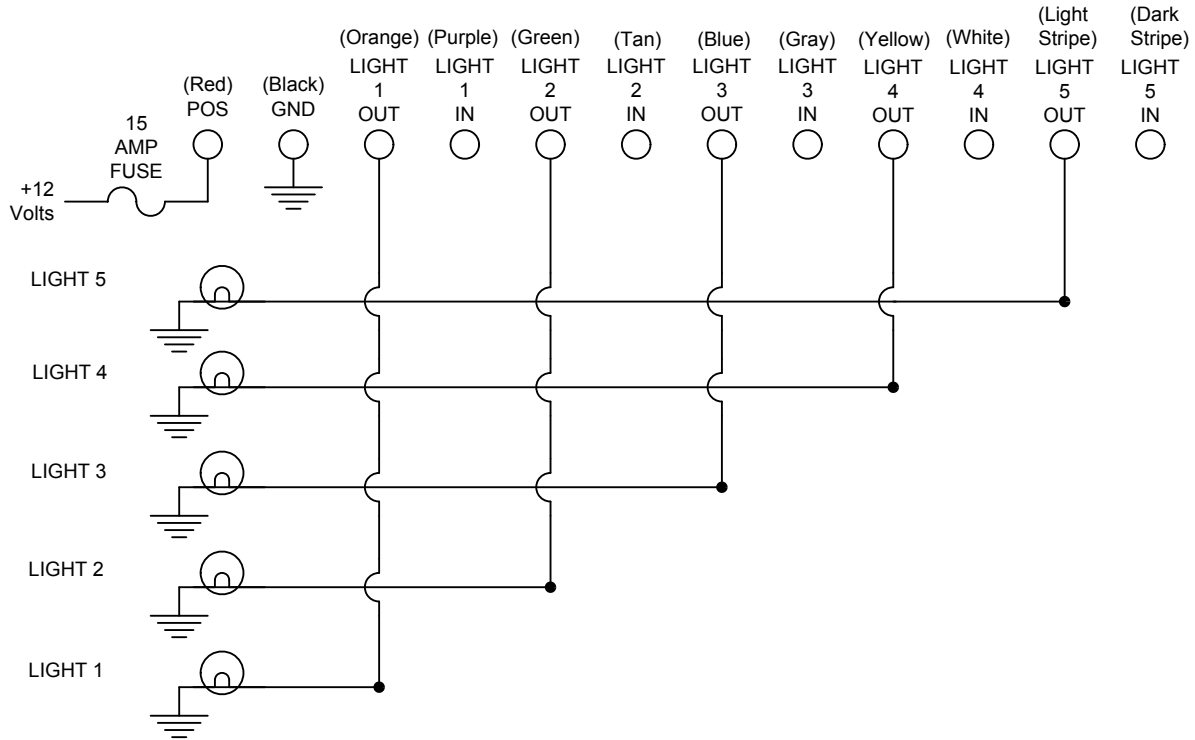 (Red)
POS
(Black)
GND
(Orange)
LIGHT
1
OUT
(Purple)
LIGHT
1
IN
(Green)
LIGHT
2
OUT
(Tan)
LIGHT
2
IN
(Blue)
LIGHT
3
OUT
(Gray)
LIGHT
3
IN
(Yellow)
LIGHT
4
OUT
(White)
LIGHT
4
IN
(Light
Stripe)
LIGHT
5
OUT
(Dark
Stripe)
LIGHT
5
IN
15
AMP
FUSE
+12
Volts
LIGHT 5
LIGHT 4
LIGHT 3
LIGHT 2
LIGHT 1